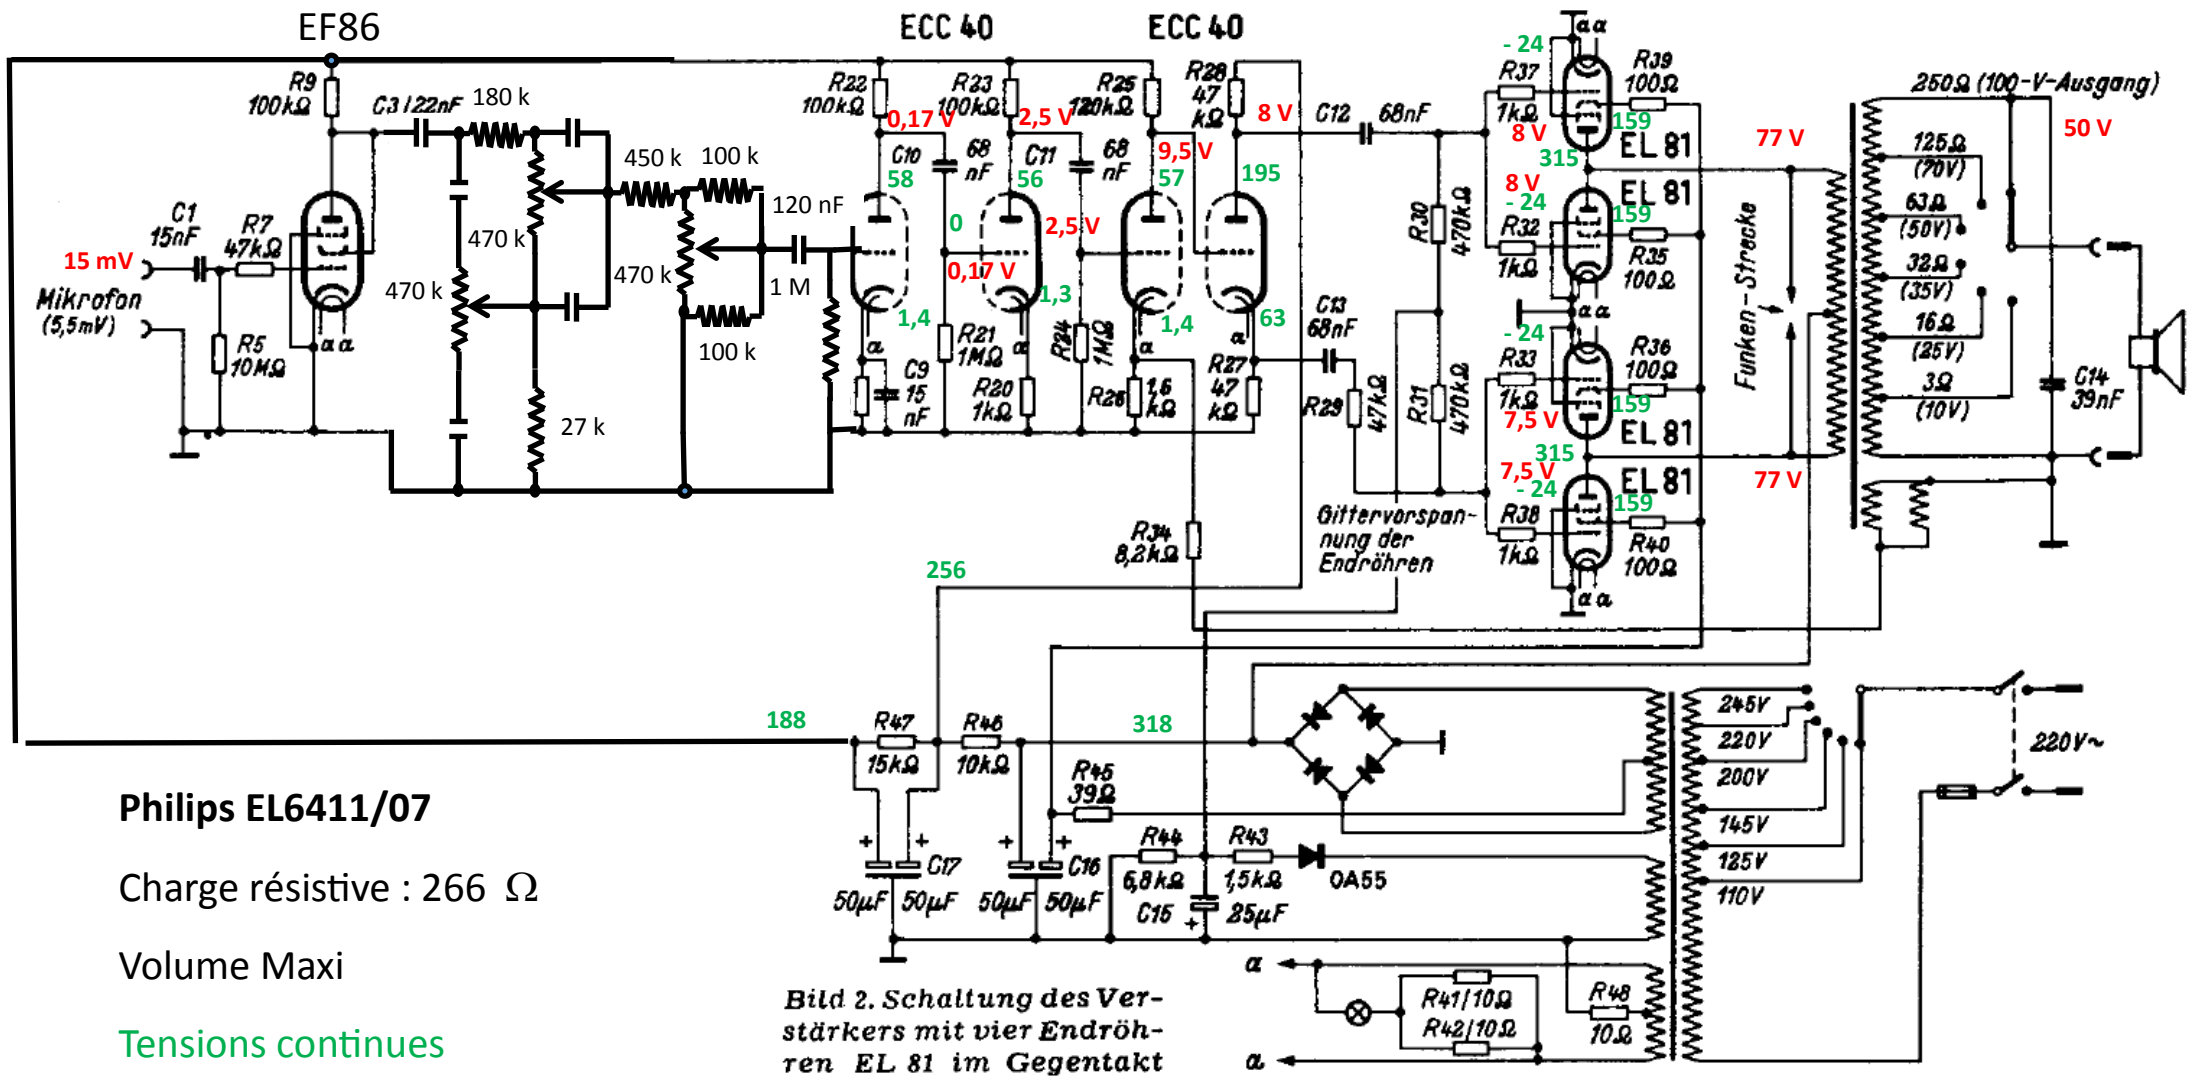 EF86
ECC 40
ECC 40
R9
100kΩ
C3/22nF
180 k
450 k
100 k
470 k
470 k
470 k
27 k
100 k
120 nF
1 M
C1
15nF
R7
47kΩ
15 mV
Mikrofon
(5,5mV)
R5
10MΩ
a a
R22
100kΩ
0,17 V
R23
100kΩ
2,5 V
R25
120kΩ
9,5 V
R28
47
kΩ
8 V
C12
68nF
C10
68
nF
58
C11
68
nF
56
57
195
0
0,17 V
2,5 V
1,4
1,3
1,4
63
a
a
a
C9
15
nF
R21
1MΩ
R20
1kΩ
R24
1MΩ
R26
1,6
kΩ
R27
47
kΩ
C13
68nF
R29
47kΩ
R30
470kΩ
R31
470kΩ
R34
8,2kΩ
Gittervorspan-
nung der
Endröhren
- 24
a a
R37
1kΩ
R39
100Ω
159
8 V
EL 81
315
8 V
- 24
EL 81
159
R32
1kΩ
R35
100Ω
a a
- 24
R33
1kΩ
R36
100Ω
159
7,5 V
EL 81
315
7,5 V
- 24
EL 81
159
R38
1kΩ
R40
100Ω
a a
77 V
77 V
Funken-Strecke
250Ω (100-V-Ausgang)
50 V
125Ω
(70V)
63Ω
(50V)
32Ω
(35V)
16Ω
(25V)
3Ω
(10V)
C14
39nF
256
188
R47
15kΩ
R46
10kΩ
318
R45
39Ω
R44
6,8kΩ
R43
1,5kΩ
OA55
C15
25µF
+
+
+
C17
50µF
50µF
+
+
C16
50µF
50µF
245V
220V
200V
145V
125V
110V
220V~
a
a
R41/10Ω
R42/10Ω
R48
10Ω
Philips EL6411/07
Charge résistive : 266 Ω
Volume Maxi
Tensions continues
Bild 2. Schaltung des Ver-
stärkers mit vier Endröh-
ren EL 81 im Gegentakt